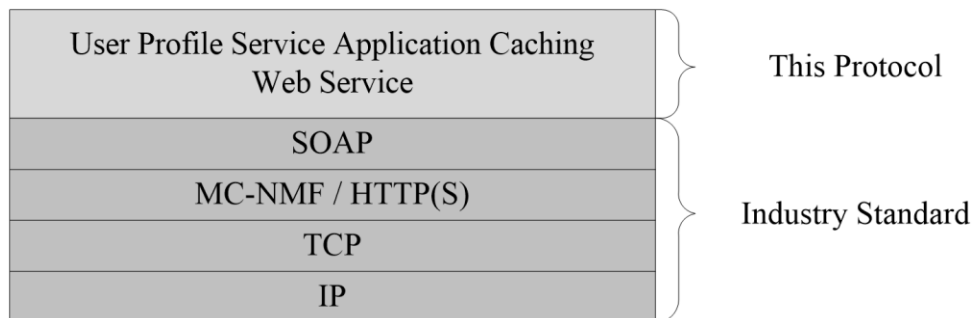 User Profile Service Application Caching
Web Service
This Protocol
SOAP
MC-NMF / HTTP(S)
TCP
IP
Industry Standard